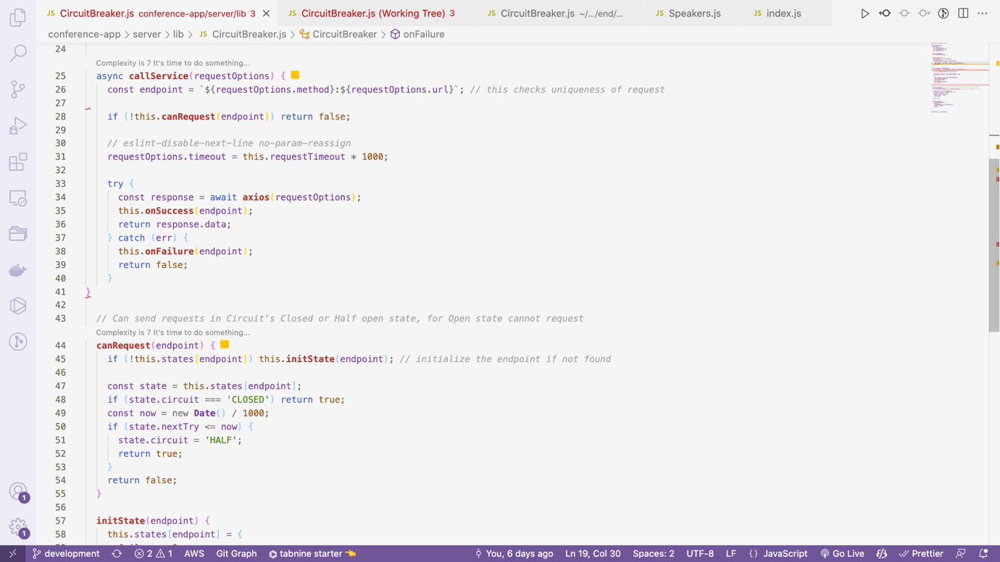 JS CircuitBreaker.js conference-app/server/lib 3
JS CircuitBreaker.js (Working Tree) 3
JS CircuitBreaker.js ~/.../end/...
JS Speakers.js
JS index.js
conference-app > server > lib > JS CircuitBreaker.js > CircuitBreaker > onFailure
24
Complexity is 7 It's time to do something...
25 async callService(requestOptions) {
26 const endpoint = `${requestOptions.method}:${requestOptions.url}`; // this checks uniqueness of request
27
28 if (!this.canRequest(endpoint)) return false;
29
30 // eslint-disable-next-line no-param-reassign
31 requestOptions.timeout = this.requestTimeout * 1000;
32
33 try {
34 const response = await axios(requestOptions);
35 this.onSuccess(endpoint);
36 return response.data;
37 } catch (err) {
38 this.onFailure(endpoint);
39 return false;
40 }
41 }
42
43 // Can send requests in Circuit's Closed or Half open state, for Open state cannot request
Complexity is 7 It's time to do something...
44 canRequest(endpoint) {
45 if (!this.states[endpoint]) this.initState(endpoint); // initialize the endpoint if not found
46
47 const state = this.states[endpoint];
48 if (state.circuit === 'CLOSED') return true;
49 const now = new Date() / 1000;
50 if (state.nextTry <= now) {
51 state.circuit = 'HALF';
52 return true;
53 }
54 return false;
55 }
56
57 initState(endpoint) {
58 this.states[endpoint] = {
1
1
development 2 1 AWS Git Graph tabnine starter You, 6 days ago Ln 19, Col 30 Spaces: 2 UTF-8 LF {} JavaScript Go Live Prettier